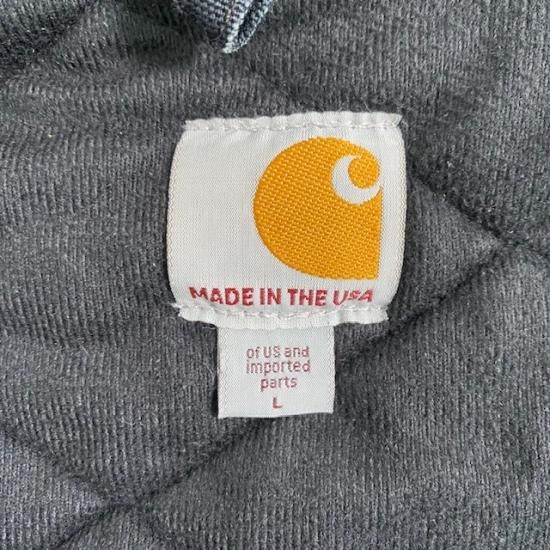 MADE IN THE USA
of US and
imported
parts
L